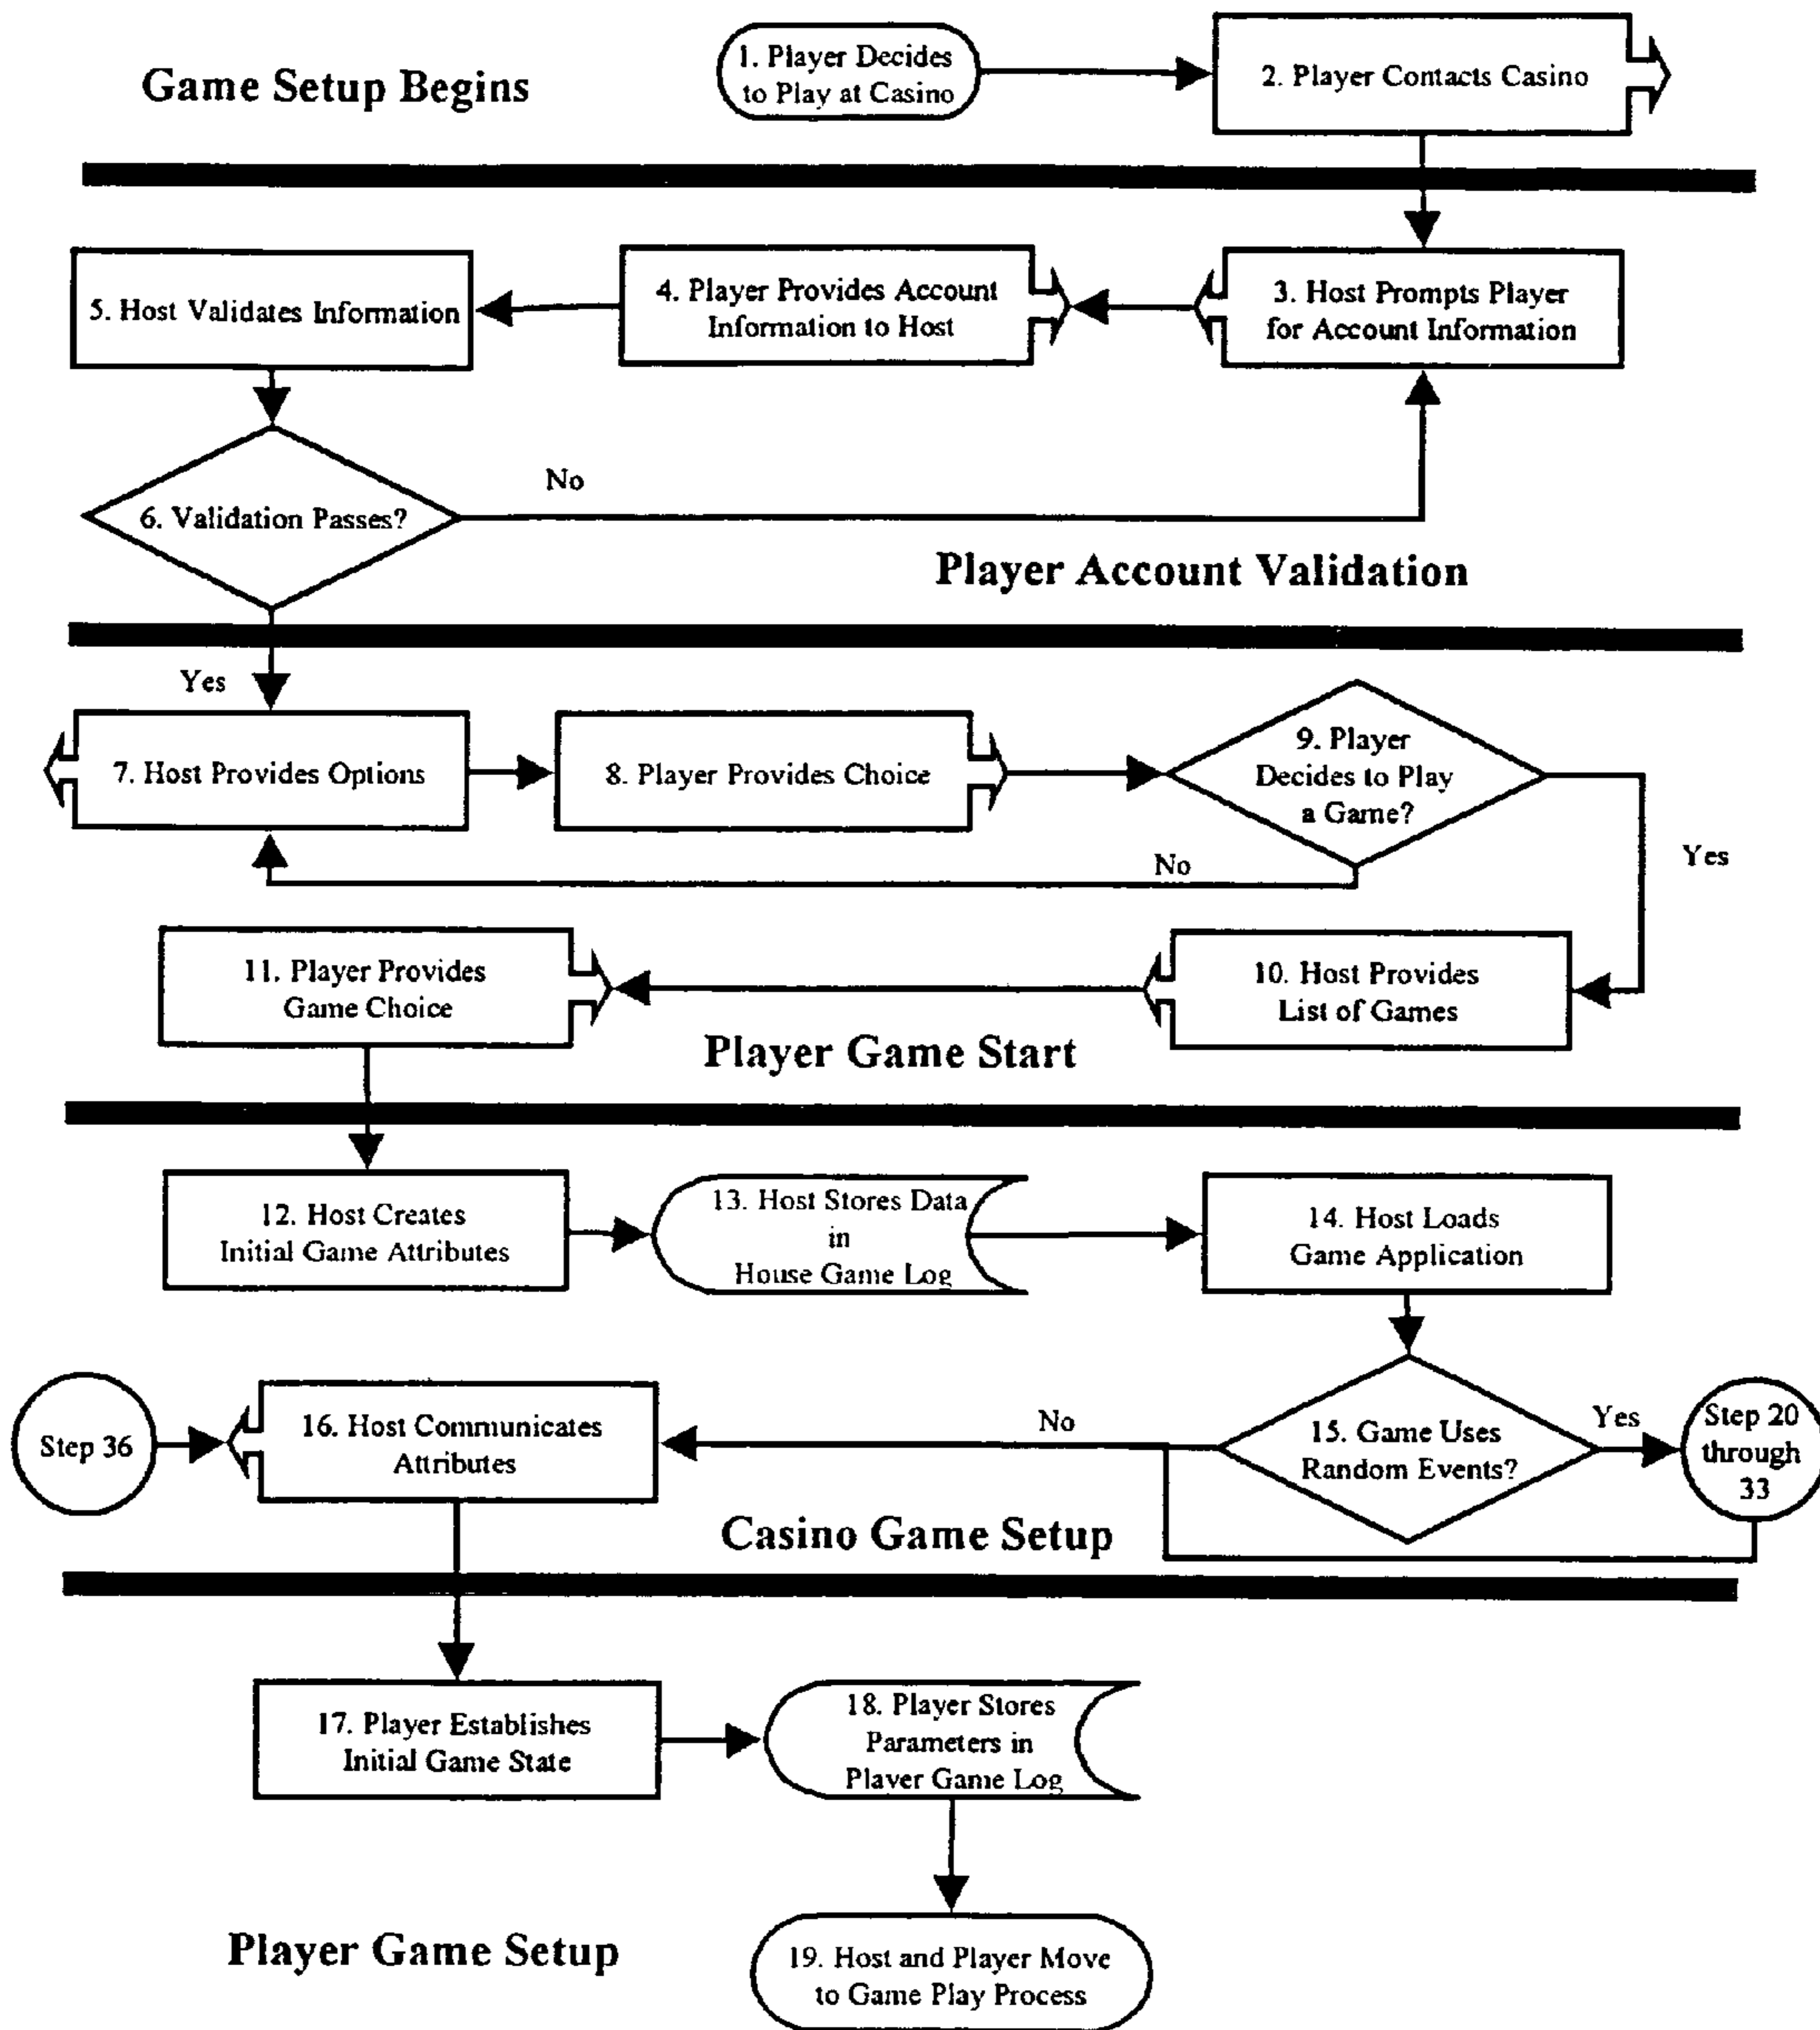 Game Setup Begins
1. Player Decides
to Play at Casino
2. Player Contacts Casino
5. Host Validates Information
4. Player Provides Account
Information to Host
3. Host Prompts Player
for Account Information
No
6. Validation Passes?
Player Account Validation
Yes
7. Host Provides Options
8. Player Provides Choice
9. Player
Decides to Play
a Game?
No
Yes
11. Player Provides
Game Choice
10. Host Provides
List of Games
Player Game Start
12. Host Creates
Initial Game Attributes
13. Host Stores Data
in
House Game Log
14. Host Loads
Game Application
Step 36
16. Host Communicates
Attributes
No
15. Game Uses
Random Events?
Yes
Step 20
through
33
Casino Game Setup
17. Player Establishes
Initial Game State
18. Player Stores
Parameters in
Player Game Log
Player Game Setup
19. Host and Player Move
to Game Play Process